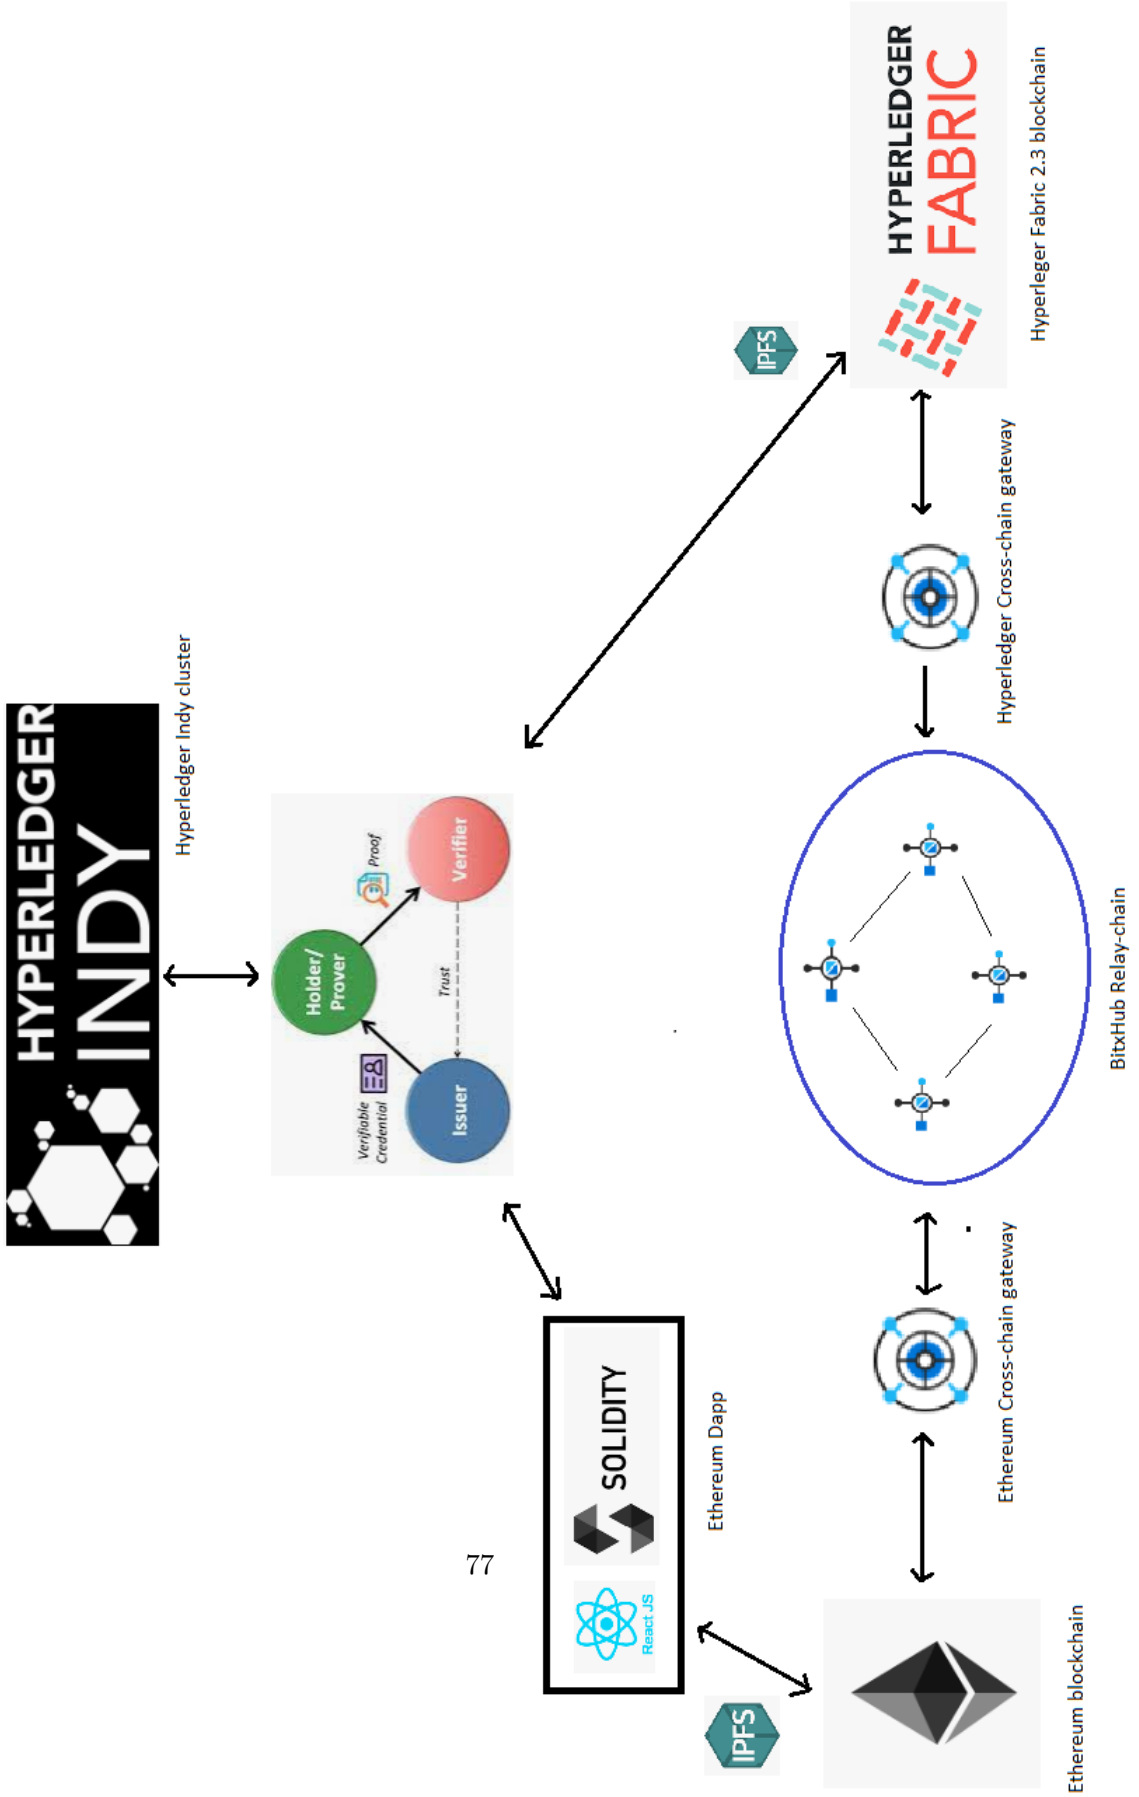 HYPERLEDGER
INDY
Hyperledger Indy cluster
Holder/
Prover
Verifiable
Credential
Proof
Issuer
Trust
Verifier
React JS
SOLIDITY
Ethereum Dapp
IPFS
IPFS
Ethereum blockchain
Ethereum Cross-chain gateway
BitxHub Relay-chain
Hyperledger Cross-chain gateway
HYPERLEDGER
FABRIC
Hyperleger Fabric 2.3 blockchain
77